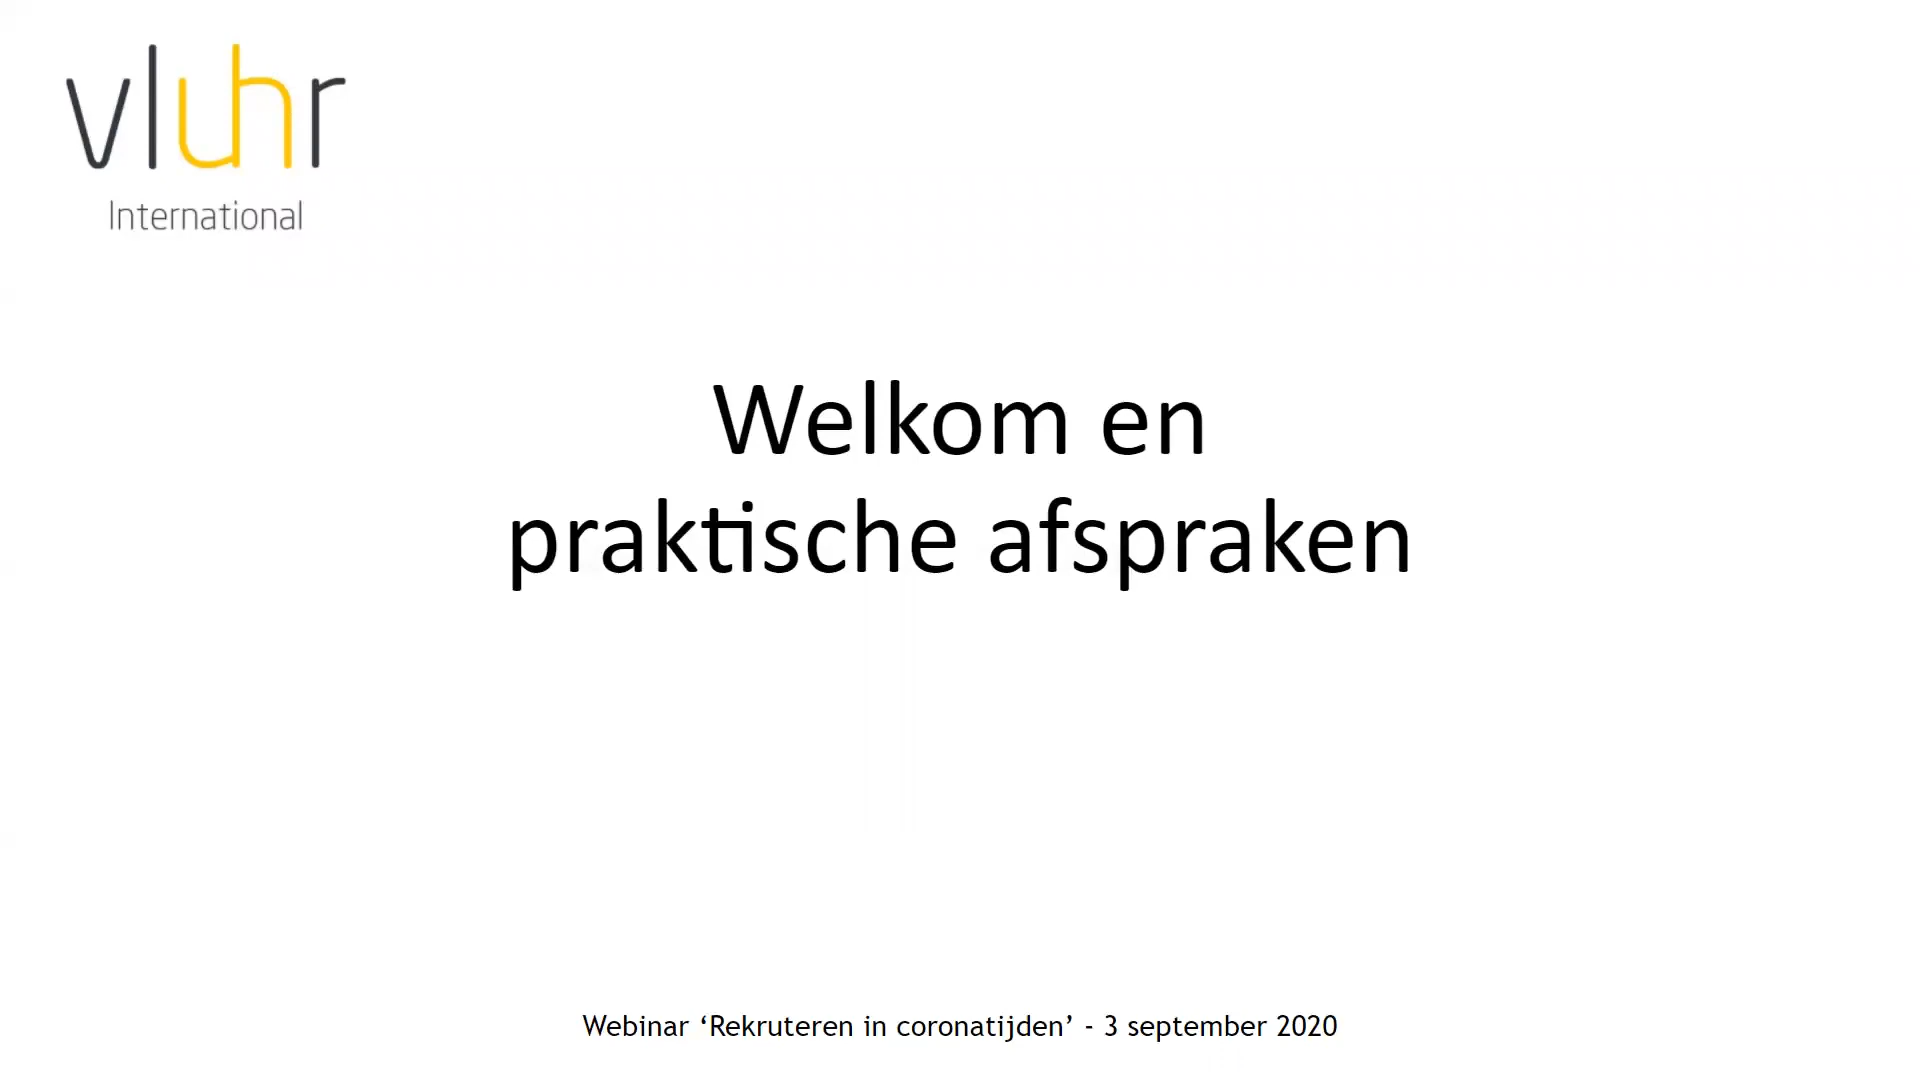 vluhr
International
Welkom en
praktische afspraken
Webinar ‘Rekruteren in coronatijden’ - 3 september 2020